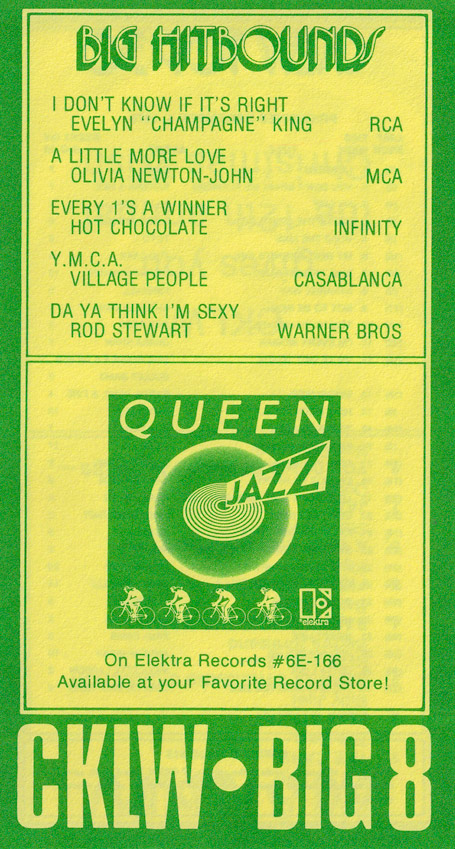 BIG HITBOUNDS
I DON'T KNOW IF IT'S RIGHT
EVELYN "CHAMPAGNE" KING RCA
A LITTLE MORE LOVE
OLIVIA NEWTON-JOHN MCA
EVERY 1'S A WINNER
HOT CHOCOLATE INFINITY
Y.M.C.A.
VILLAGE PEOPLE CASABLANCA
DA YA THINK I'M SEXY
ROD STEWART WARNER BROS
QUEEN
JAZZ
elektra
On Elektra Records #6E-166
Available at your Favorite Record Store!
CKLW • BIG 8